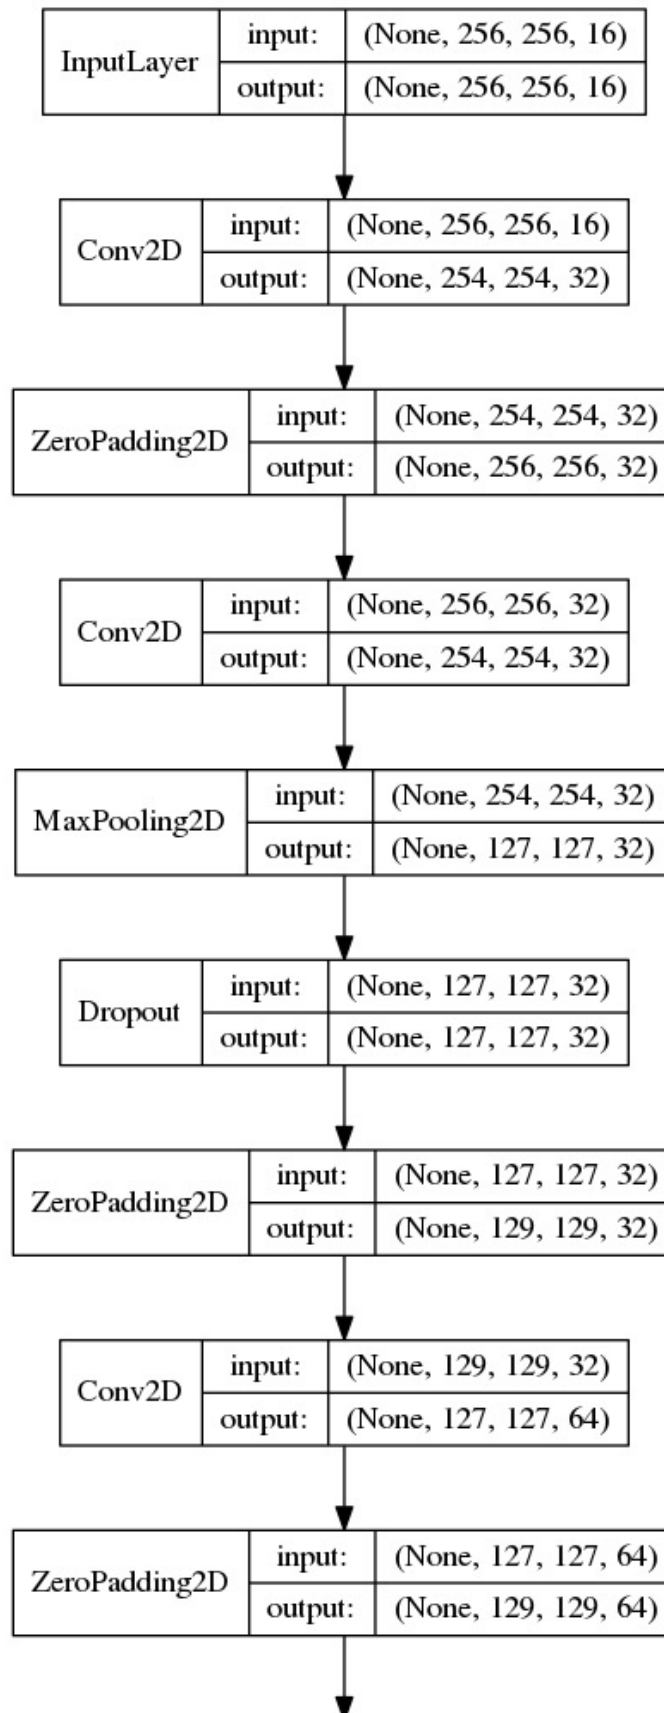 InputLayer
input: (None, 256, 256, 16)
output: (None, 256, 256, 16)
Conv2D
input: (None, 256, 256, 16)
output: (None, 254, 254, 32)
ZeroPadding2D
input: (None, 254, 254, 32)
output: (None, 256, 256, 32)
Conv2D
input: (None, 256, 256, 32)
output: (None, 254, 254, 32)
MaxPooling2D
input: (None, 254, 254, 32)
output: (None, 127, 127, 32)
Dropout
input: (None, 127, 127, 32)
output: (None, 127, 127, 32)
ZeroPadding2D
input: (None, 127, 127, 32)
output: (None, 129, 129, 32)
Conv2D
input: (None, 129, 129, 32)
output: (None, 127, 127, 64)
ZeroPadding2D
input: (None, 127, 127, 64)
output: (None, 129, 129, 64)